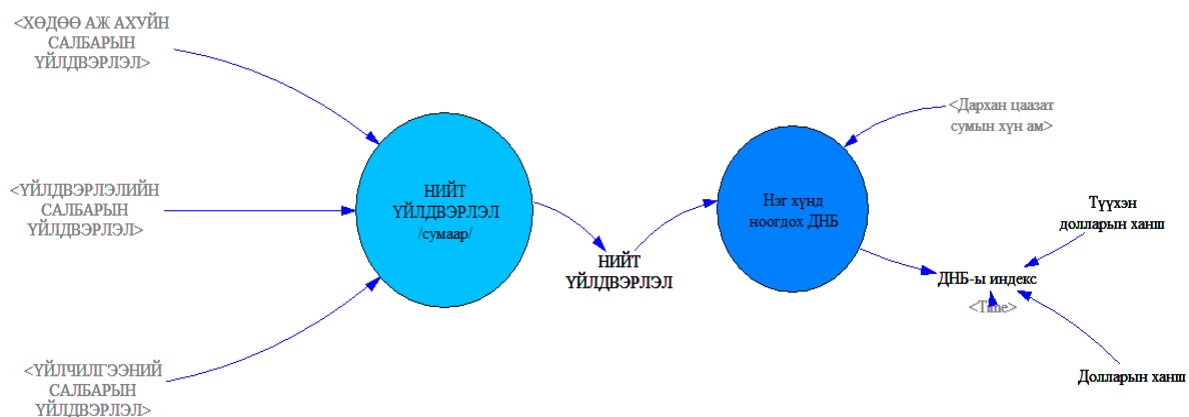 <ХӨДӨӨ АЖ АХУЙН
САЛБАРЫН
ҮЙЛДВЭРЛЭЛ>
<ҮЙЛДВЭРЛЭЛИЙН
САЛБАРЫН
ҮЙЛДВЭРЛЭЛ>
<ҮЙЛЧИЛГЭЭНИЙ
САЛБАРЫН
ҮЙЛДВЭРЛЭЛ>
НИЙТ
ҮЙЛДВЭРЛЭЛ
/сумаар/
НИЙТ
ҮЙЛДВЭРЛЭЛ
Нэг хүнд
ноогдох ДНБ
<Дархан цаазат
сумын хүн ам>
Түүхэн
долларын ханш
ДНБ-ы индекс
<Time>
Долларын ханш